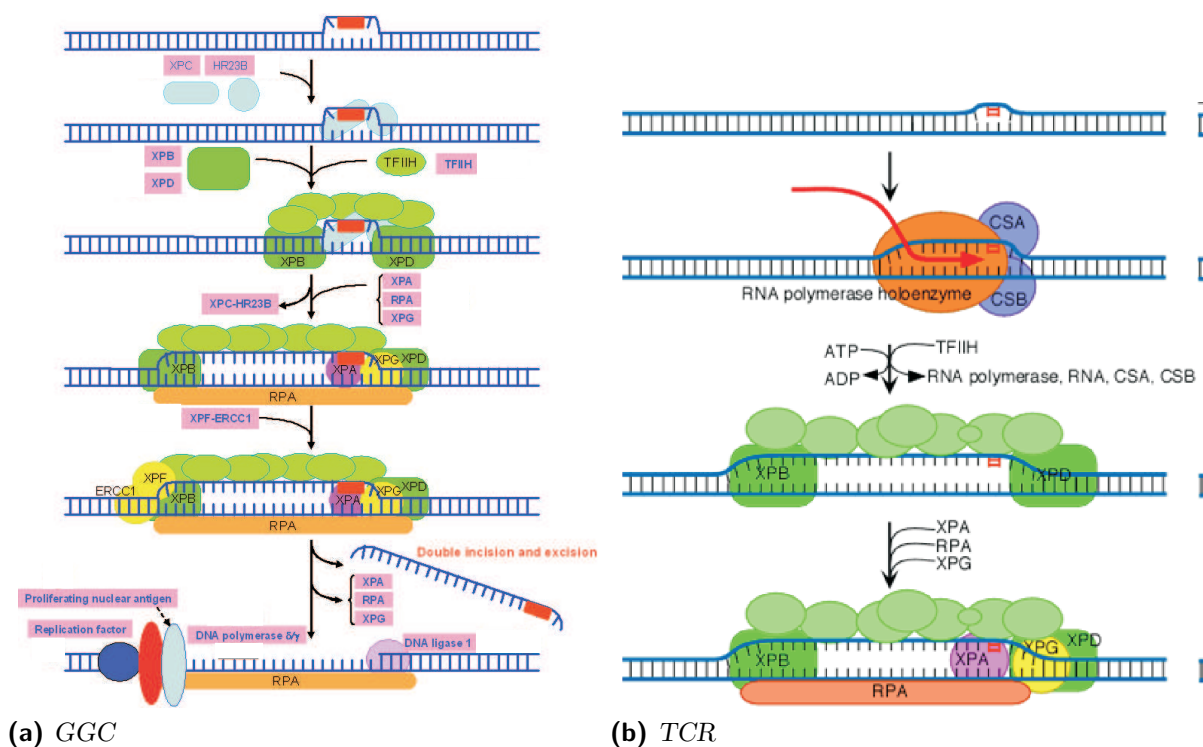 XPC HR23B
XPB
XPD
TFIIH TFIIH
XPB XPD
XPC-HR23B
XPA
RPA
XPG
XPB XPA XPG XPD
RPA
XPF-ERCC1
XPF
ERCC1 XPB XPA XPG XPD
RPA
Double incision and excision
XPA
RPA
XPG
Proliferating nuclear antigen
Replication factor
DNA polymerase δ/γ
DNA ligase 1
RPA
(a) GGC
CSA
CSB
RNA polymerase holoenzyme
ATP TFIIH
ADP RNA polymerase, RNA, CSA, CSB
XPB XPD
XPA
RPA
XPG
XPB XPA XPG XPD
RPA
(b) TCR